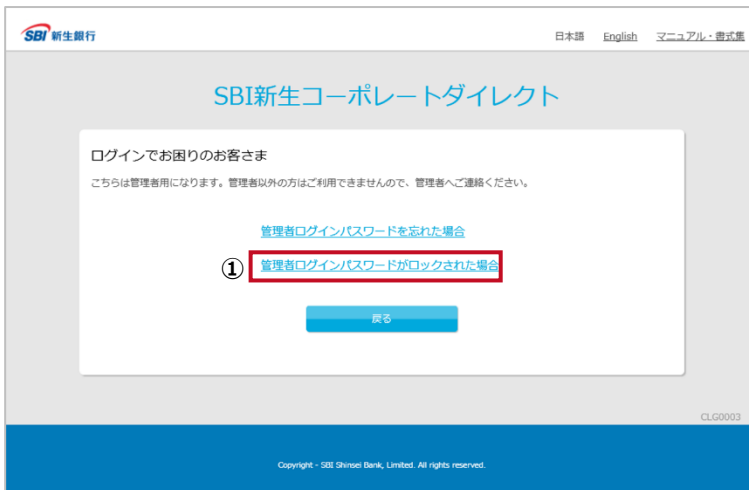 SBI 新生銀行
日本語 English マニュアル・書式集
SBI新生コーポレートダイレクト
ログインでお困りのお客さま
こちらは管理者用になります。管理者以外の方はご利用できませんので、管理者へご連絡ください。
管理者ログインパスワードを忘れた場合
① 管理者ログインパスワードがロックされた場合
戻る
CLG0003
Copyright - SBI Shinsei Bank, Limited. All rights reserved.